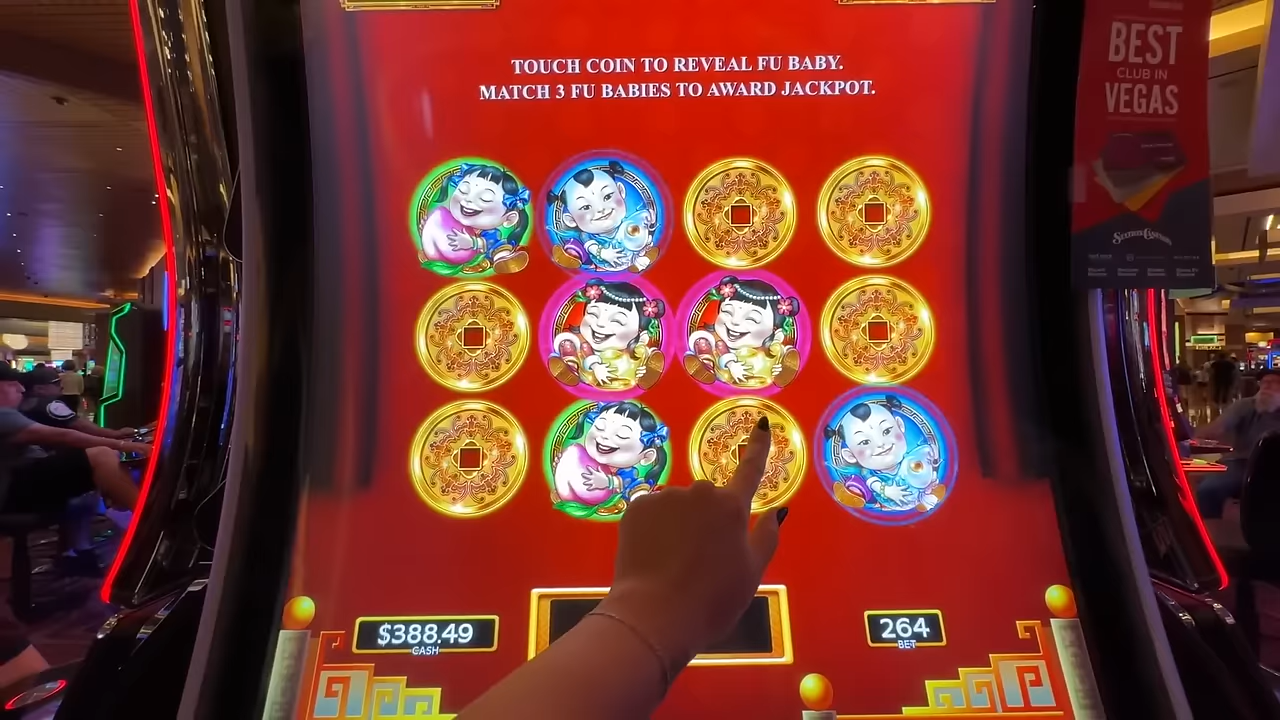 TOUCH COIN TO REVEAL FU BABY.
MATCH 3 FU BABIES TO AWARD JACKPOT.
BEST
CLUB IN
VEGAS
$388.49
CASH
264
BET